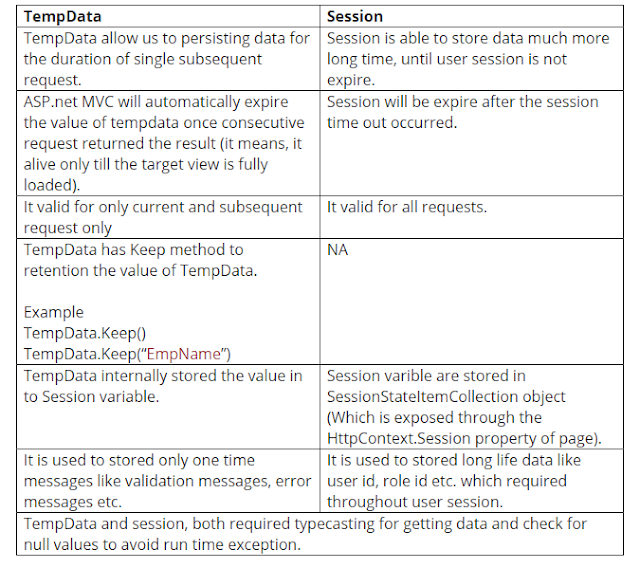 TempData
Session
TempData allow us to persisting data for
the duration of single subsequent
request.
Session is able to store data much more
long time, until user session is not
expire.
ASP.net MVC will automatically expire
the value of tempdata once consecutive
request returned the result (it means, it
alive only till the target view is fully
loaded).
Session will be expire after the session
time out occurred.
It valid for only current and subsequent
request only
It valid for all requests.
TempData has Keep method to
retention the value of TempData.
Example
TempData.Keep()
TempData.Keep(“EmpName”)
NA
TempData internally stored the value in
to Session variable.
Session varible are stored in
SessionStateItemCollection object
(Which is exposed through the
HttpContext.Session property of page).
It is used to stored only one time
messages like validation messages, error
messages etc.
It is used to stored long life data like
user id, role id etc. which required
throughout user session.
TempData and session, both required typecasting for getting data and check for
null values to avoid run time exception.